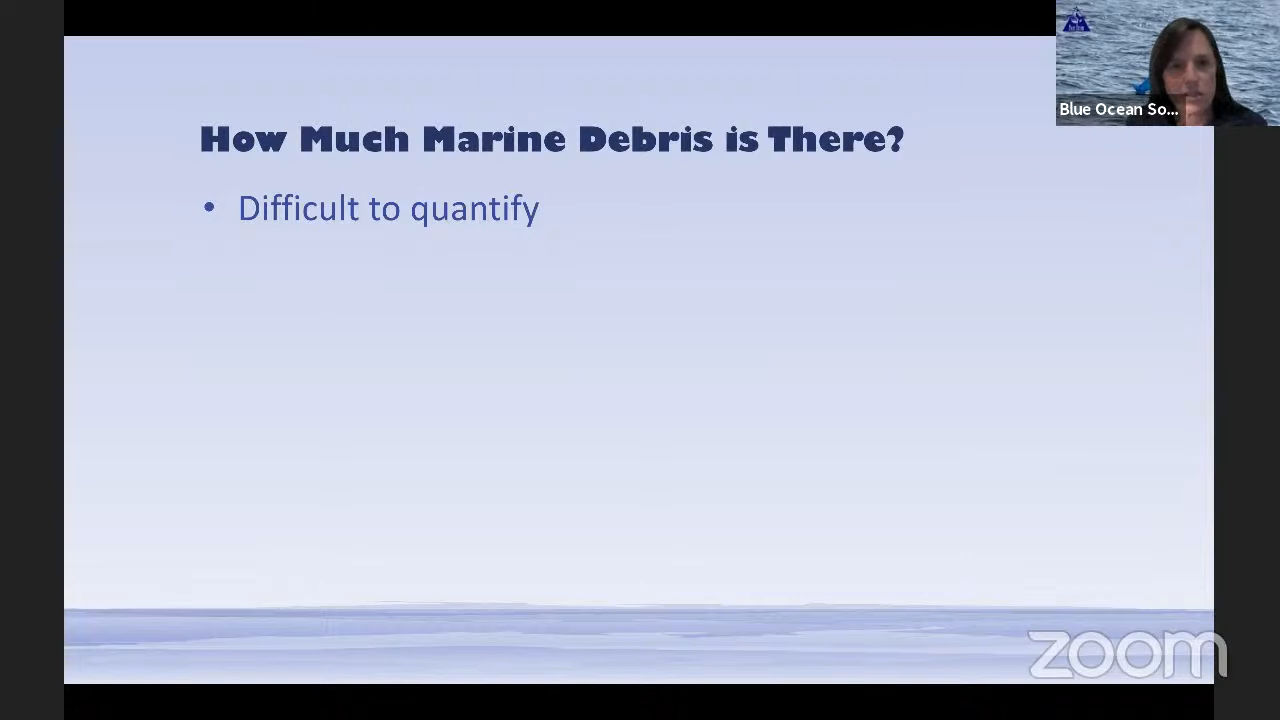 How Much Marine Debris is There?
• Difficult to quantify
Blue Ocean So...
zoom